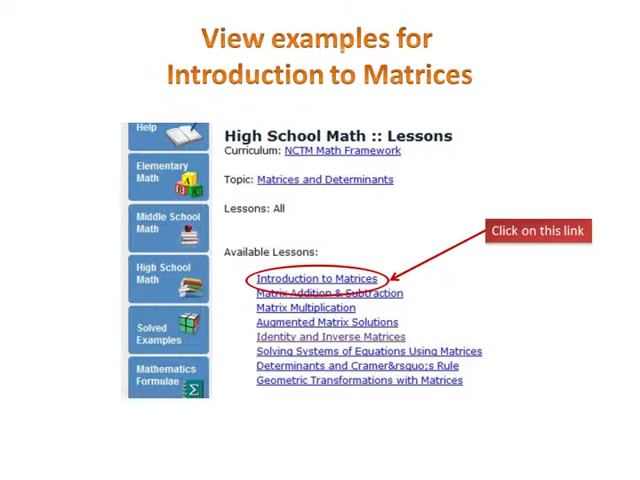 View examples for
Introduction to Matrices
Help
Elementary
Math
Middle School
Math
High School
Math
Solved
Examples
Mathematics
Formulae
High School Math :: Lessons
Curriculum: NCTM Math Framework
Topic: Matrices and Determinants
Lessons: All
Available Lessons:
Introduction to Matrices
Matrix Addition & Subtraction
Matrix Multiplication
Augmented Matrix Solutions
Identity and Inverse Matrices
Solving Systems of Equations Using Matrices
Determinants and Cramer&rsquo;s Rule
Geometric Transformations with Matrices
Click on this link